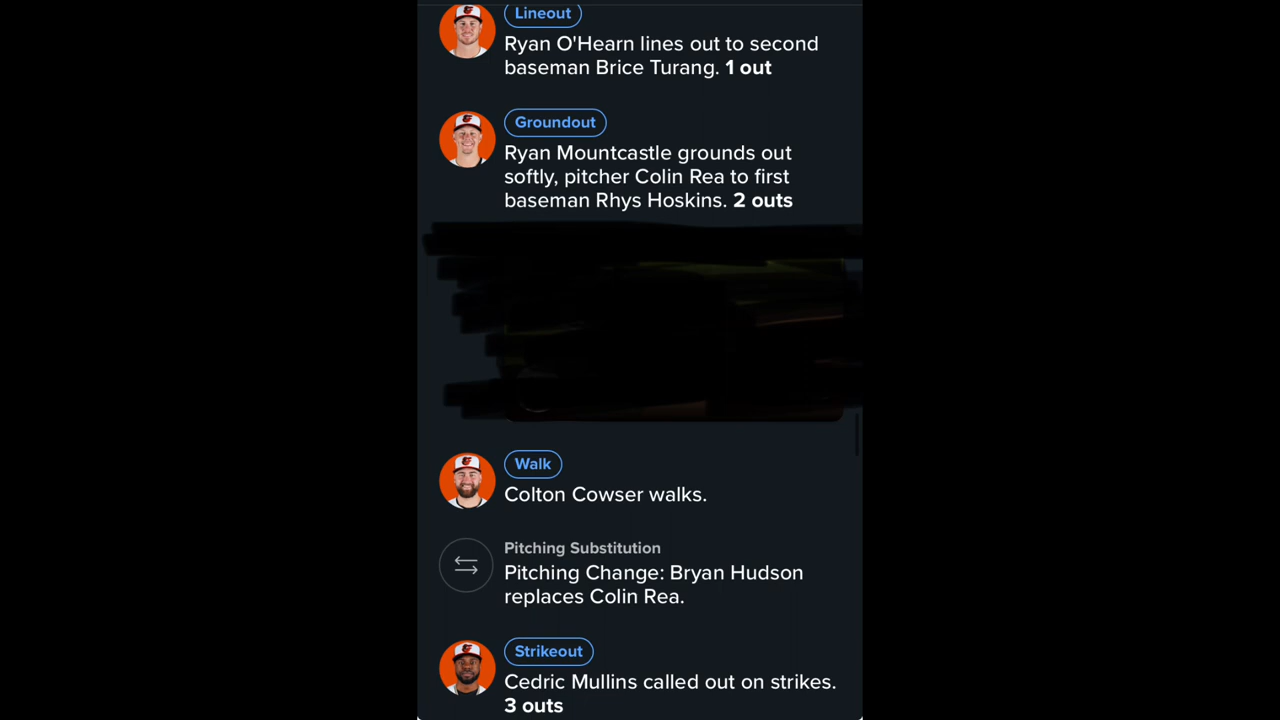 Lineout
Ryan O'Hearn lines out to second
baseman Brice Turang. 1 out
Groundout
Ryan Mountcastle grounds out
softly, pitcher Colin Rea to first
baseman Rhys Hoskins. 2 outs
Walk
Colton Cowser walks.
Pitching Substitution
Pitching Change: Bryan Hudson
replaces Colin Rea.
Strikeout
Cedric Mullins called out on strikes.
3 outs